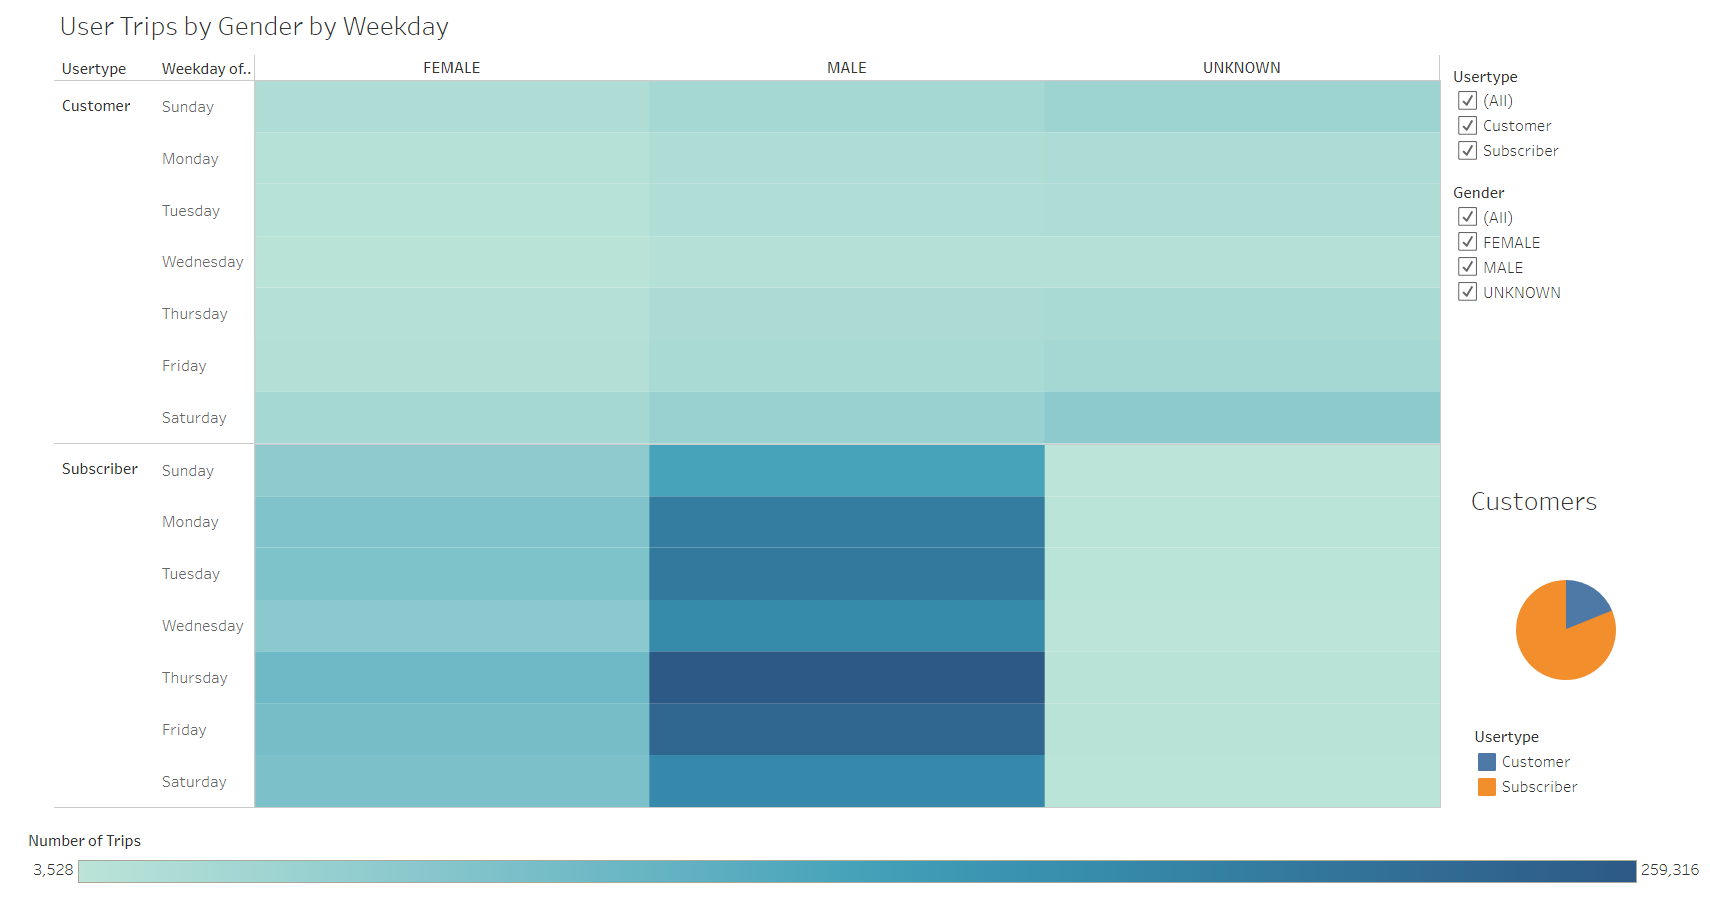 User Trips by Gender by Weekday
Usertype Weekday of.. FEMALE MALE UNKNOWN
Customer Sunday
Monday
Tuesday
Wednesday
Thursday
Friday
Saturday
Subscriber Sunday
Monday
Tuesday
Wednesday
Thursday
Friday
Saturday
Usertype
(All)
Customer
Subscriber
Gender
(All)
FEMALE
MALE
UNKNOWN
Customers
Usertype
Customer
Subscriber
Number of Trips
3,528 259,316